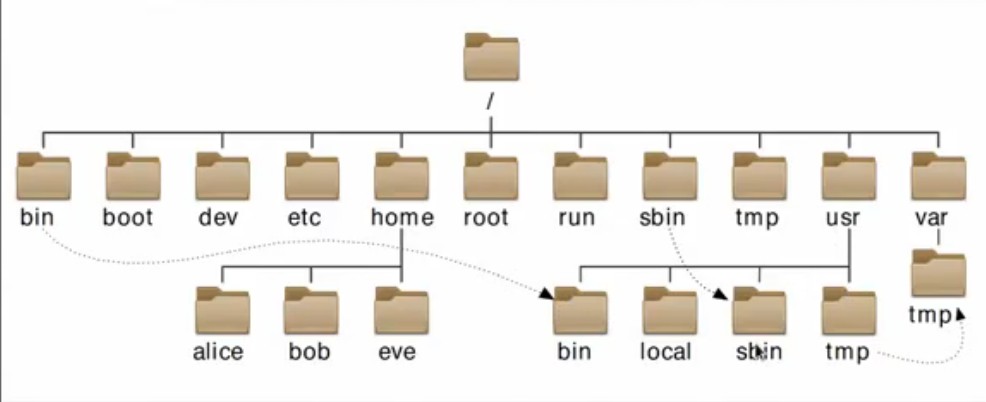 /
bin boot dev etc home root run sbin tmp usr var
tmp
alice bob eve bin local sbin tmp